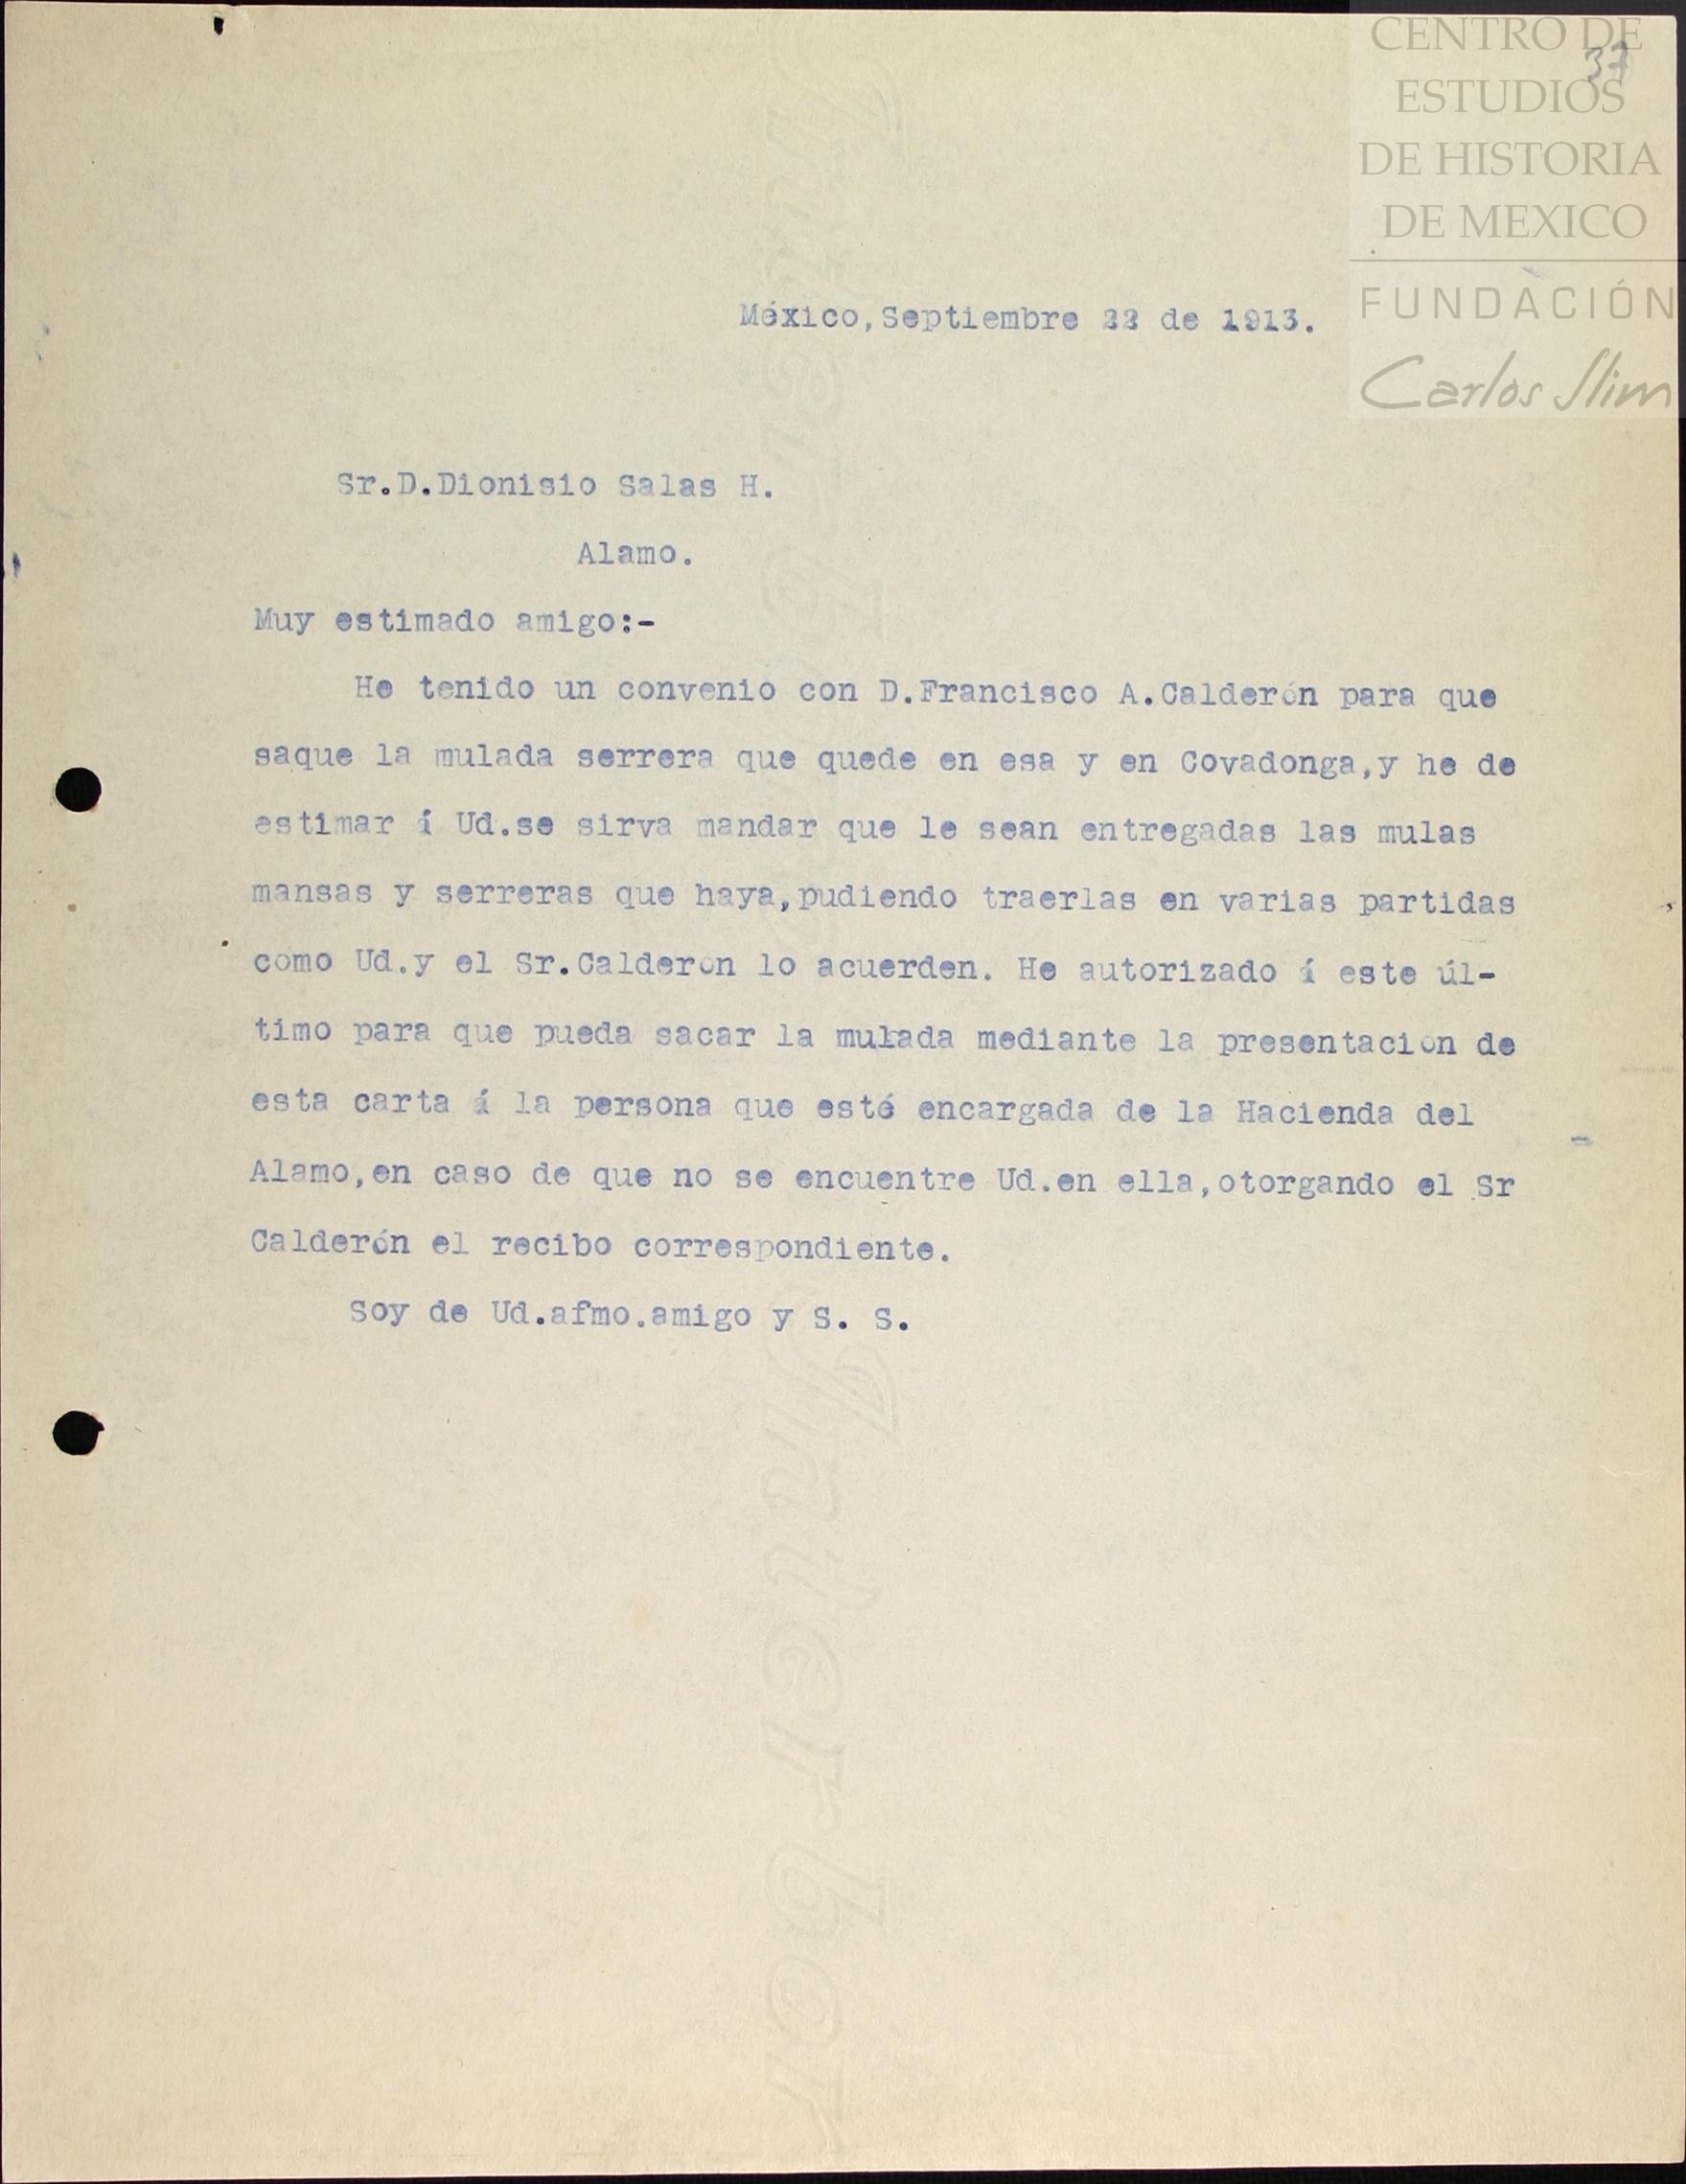 CENTRO DE
37
ESTUDIOS
DE HISTORIA
DE MEXICO
FUNDACIÓN
Carlos Slim
México,Septiembre 22 de 1913.
Sr.D.Dionisio Salas H.
Alamo.
Muy estimado amigo:-
He tenido un convenio con D.Francisco A.Calderón para que
saque la mulada serrera que quede en esa y en Covadonga,y he de
estimar á Ud.se sirva mandar que le sean entregadas las mulas
mansas y serreras que haya,pudiendo traerlas en varias partidas
como Ud.y el Sr.Calderon lo acuerden. He autorizado á este úl-
timo para que pueda sacar la mulada mediante la presentacion de
esta carta á la persona que esté encargada de la Hacienda del
Alamo,en caso de que no se encuentre Ud.en ella,otorgando el Sr
Calderón el recibo correspondiente.
Soy de Ud.afmo.amigo y S. S.